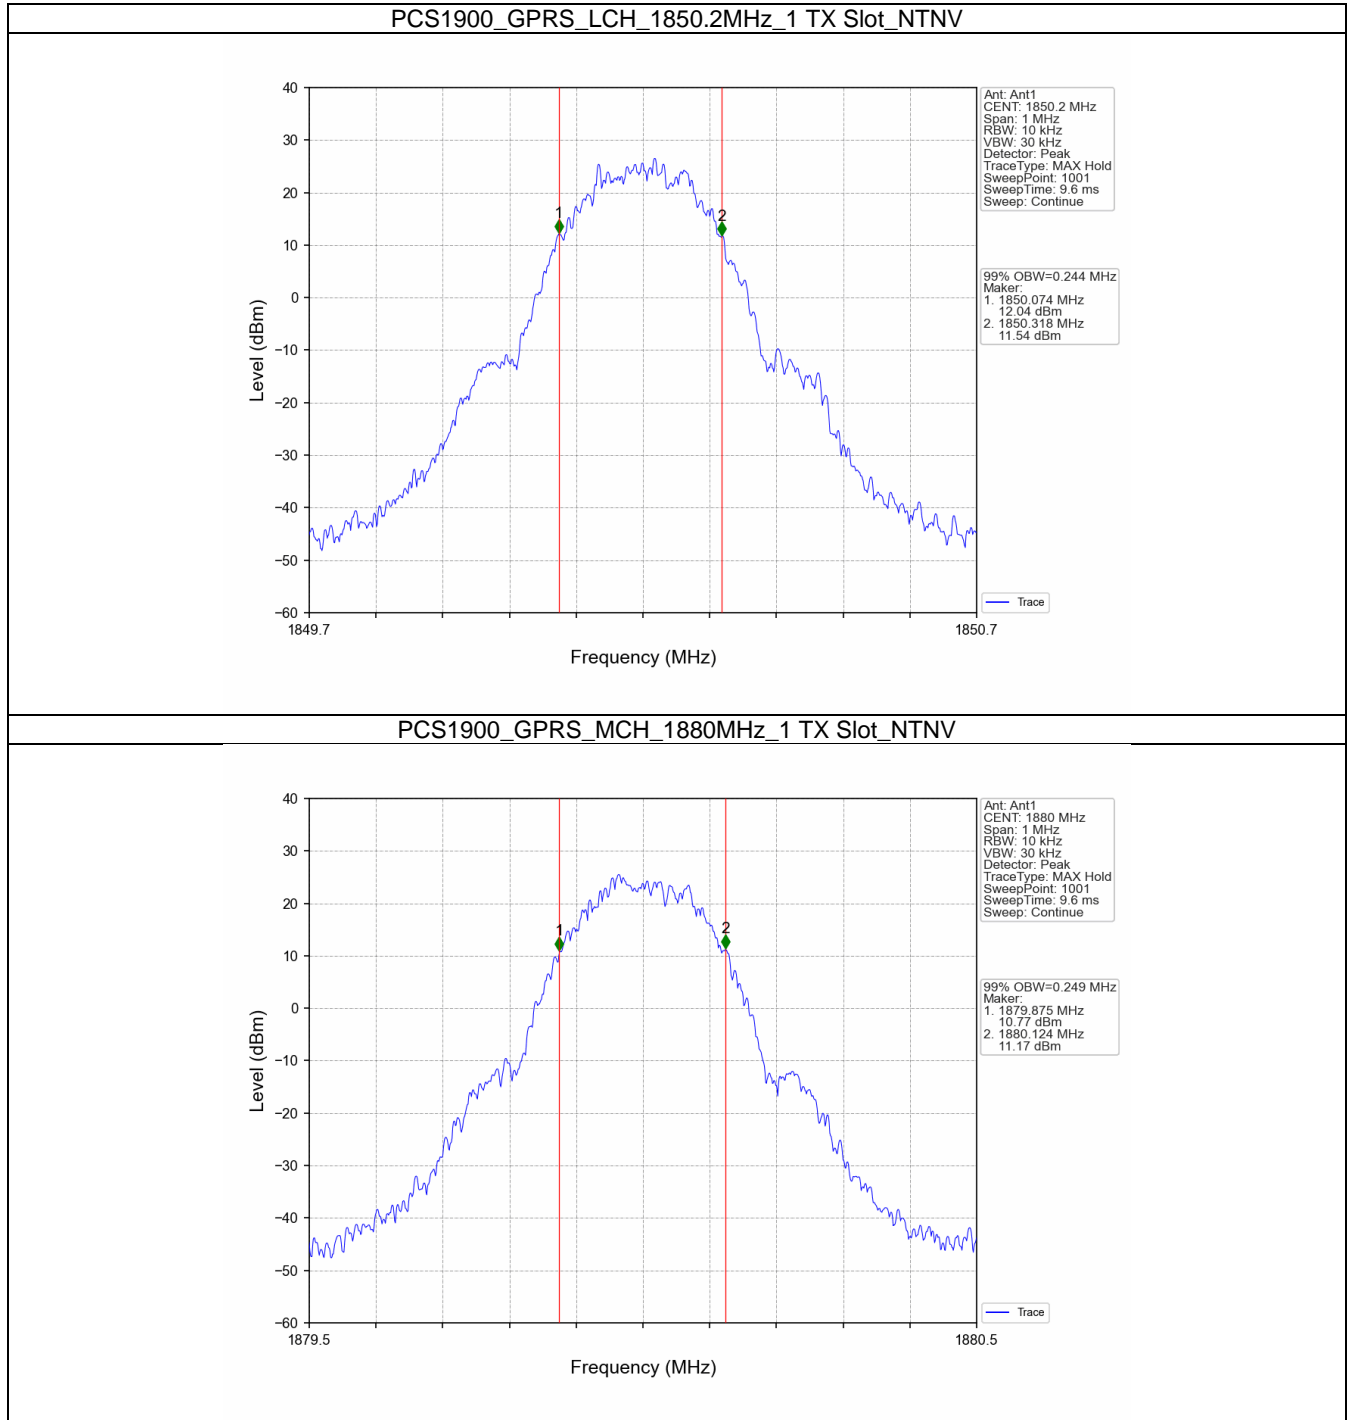 PCS1900_GPRS_LCH_1850.2MHz_1 TX Slot_NTNV
40
30
20
10
0
−10
−20
−30
−40
−50
−60
Level (dBm)
1
2
1849.7
1850.7
Frequency (MHz)
Ant: Ant1
CENT: 1850.2 MHz
Span: 1 MHz
RBW: 10 kHz
VBW: 30 kHz
Detector: Peak
TraceType: MAX Hold
SweepPoint: 1001
SweepTime: 9.6 ms
Sweep: Continue
99% OBW=0.244 MHz
Maker:
1. 1850.074 MHz
12.04 dBm
2. 1850.318 MHz
11.54 dBm
Trace
PCS1900_GPRS_MCH_1880MHz_1 TX Slot_NTNV
40
30
20
10
0
−10
−20
−30
−40
−50
−60
Level (dBm)
1
2
1879.5
1880.5
Frequency (MHz)
Ant: Ant1
CENT: 1880 MHz
Span: 1 MHz
RBW: 10 kHz
VBW: 30 kHz
Detector: Peak
TraceType: MAX Hold
SweepPoint: 1001
SweepTime: 9.6 ms
Sweep: Continue
99% OBW=0.249 MHz
Maker:
1. 1879.875 MHz
10.77 dBm
2. 1880.124 MHz
11.17 dBm
Trace